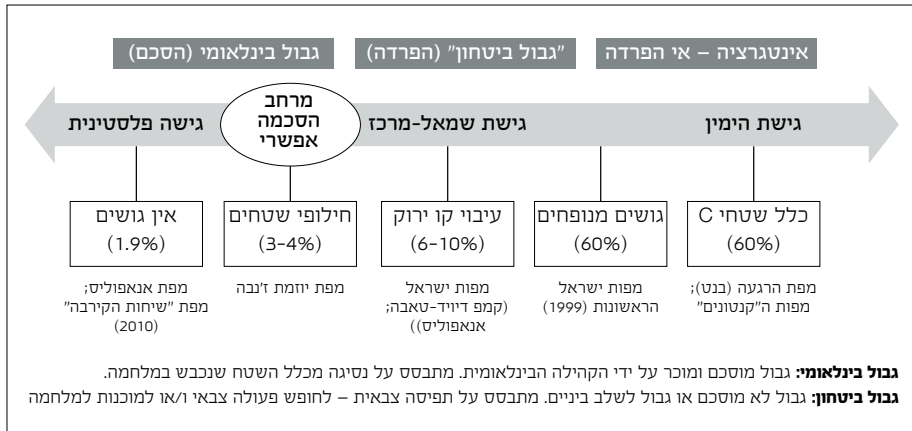 אינטגרציה – אי הפרדה
"גבול ביטחון" (הפרדה)
גבול בינלאומי (הסכם)
גישת הימין
גישת שמאל-מרכז
מרחב
הסכמה
אפשרי
גישה פלסטינית
כלל שטחי C
(60%)
גושים מנופחים
(60%)
עיבוי קו ירוק
(6-10%)
חילופי שטחים
(3-4%)
אין גושים
(1.9%)
מפת הרגעה (בנט);
מפות ה"קנטונים"
מפות ישראל
הראשונות (1999)
מפות ישראל
(קמפ דיויד-טאבה;
אנאפוליס))
מפת יוזמת ז'נבה
מפת אנאפוליס;
מפת "שיחות הקירבה"
(2010)
גבול בינלאומי: גבול מוסכם ומוכר על ידי הקהילה הבינלאומית. מתבסס על נסיגה מכלל השטח שנכבש במלחמה.
גבול ביטחון: גבול לא מוסכם או גבול לשלב ביניים. מתבסס על תפיסה צבאית – לחופש פעולה צבאי ו/או למוכנות למלחמה